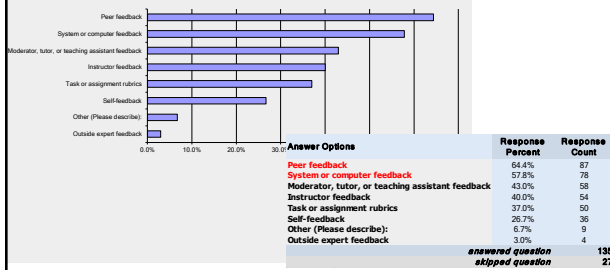 Peer feedback
System or computer feedback
Moderator, tutor, or teaching assistant feedback
Instructor feedback
Task or assignment rubrics
Self-feedback
Other (Please describe):
Outside expert feedback
0.0% 10.0% 20.0% 30.0%
Answer Options Response Percent Response Count
Peer feedback 64.4% 87
System or computer feedback 57.8% 78
Moderator, tutor, or teaching assistant feedback 43.0% 58
Instructor feedback 40.0% 54
Task or assignment rubrics 37.0% 50
Self-feedback 26.7% 36
Other (Please describe): 6.7% 9
Outside expert feedback 3.0% 4
answered question 135
skipped question 27